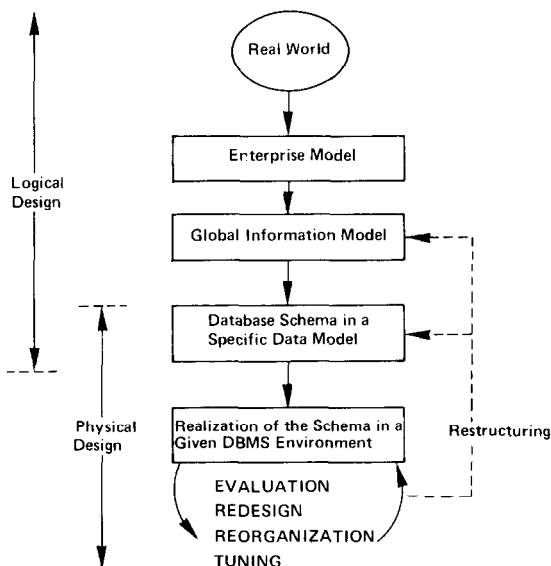 Real World
Enterprise Model
Logical
Design
Global Information Model
Database Schema in a
Specific Data Model
Physical
Design
Realization of the Schema in a
Given DBMS Environment
Restructuring
EVALUATION
REDESIGN
REORGANIZATION
TUNING